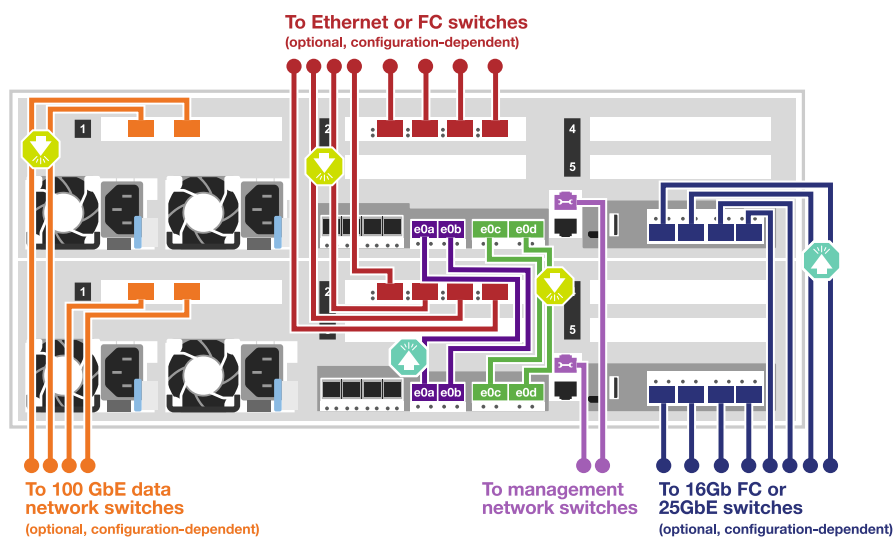 To Ethernet or FC switches
(optional, configuration-dependent)
1
2
4
5
e0a e0b e0c e0d
1
2
5
e0a e0b e0c e0d
To 100 GbE data
network switches
(optional, configuration-dependent)
To management
network switches
To 16Gb FC or
25GbE switches
(optional, configuration-dependent)